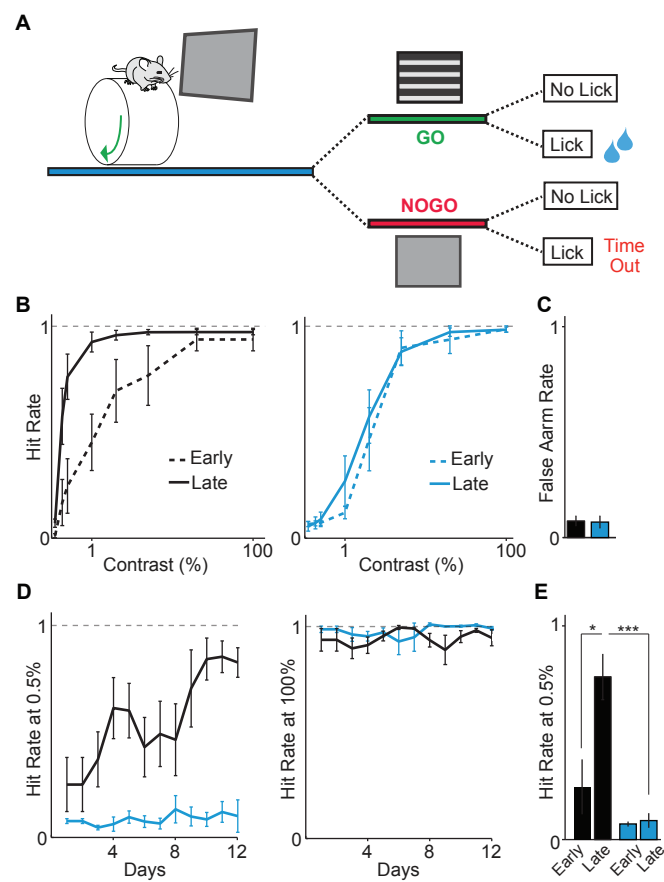 A
No Lick
GO
Lick
NOGO
No Lick
Lick
Time
Out
B
1
Hit Rate
Early
Late
0
1
100
Contrast (%)
Early
Late
1
100
Contrast (%)
C
1
False Aarm Rate
0
D
1
Hit Rate at 0.5%
0
4
8
12
Days
1
Hit Rate at 100%
0
4
8
12
Days
E
1
*
***
Hit Rate at 0.5%
0
Early
Late
Early
Late